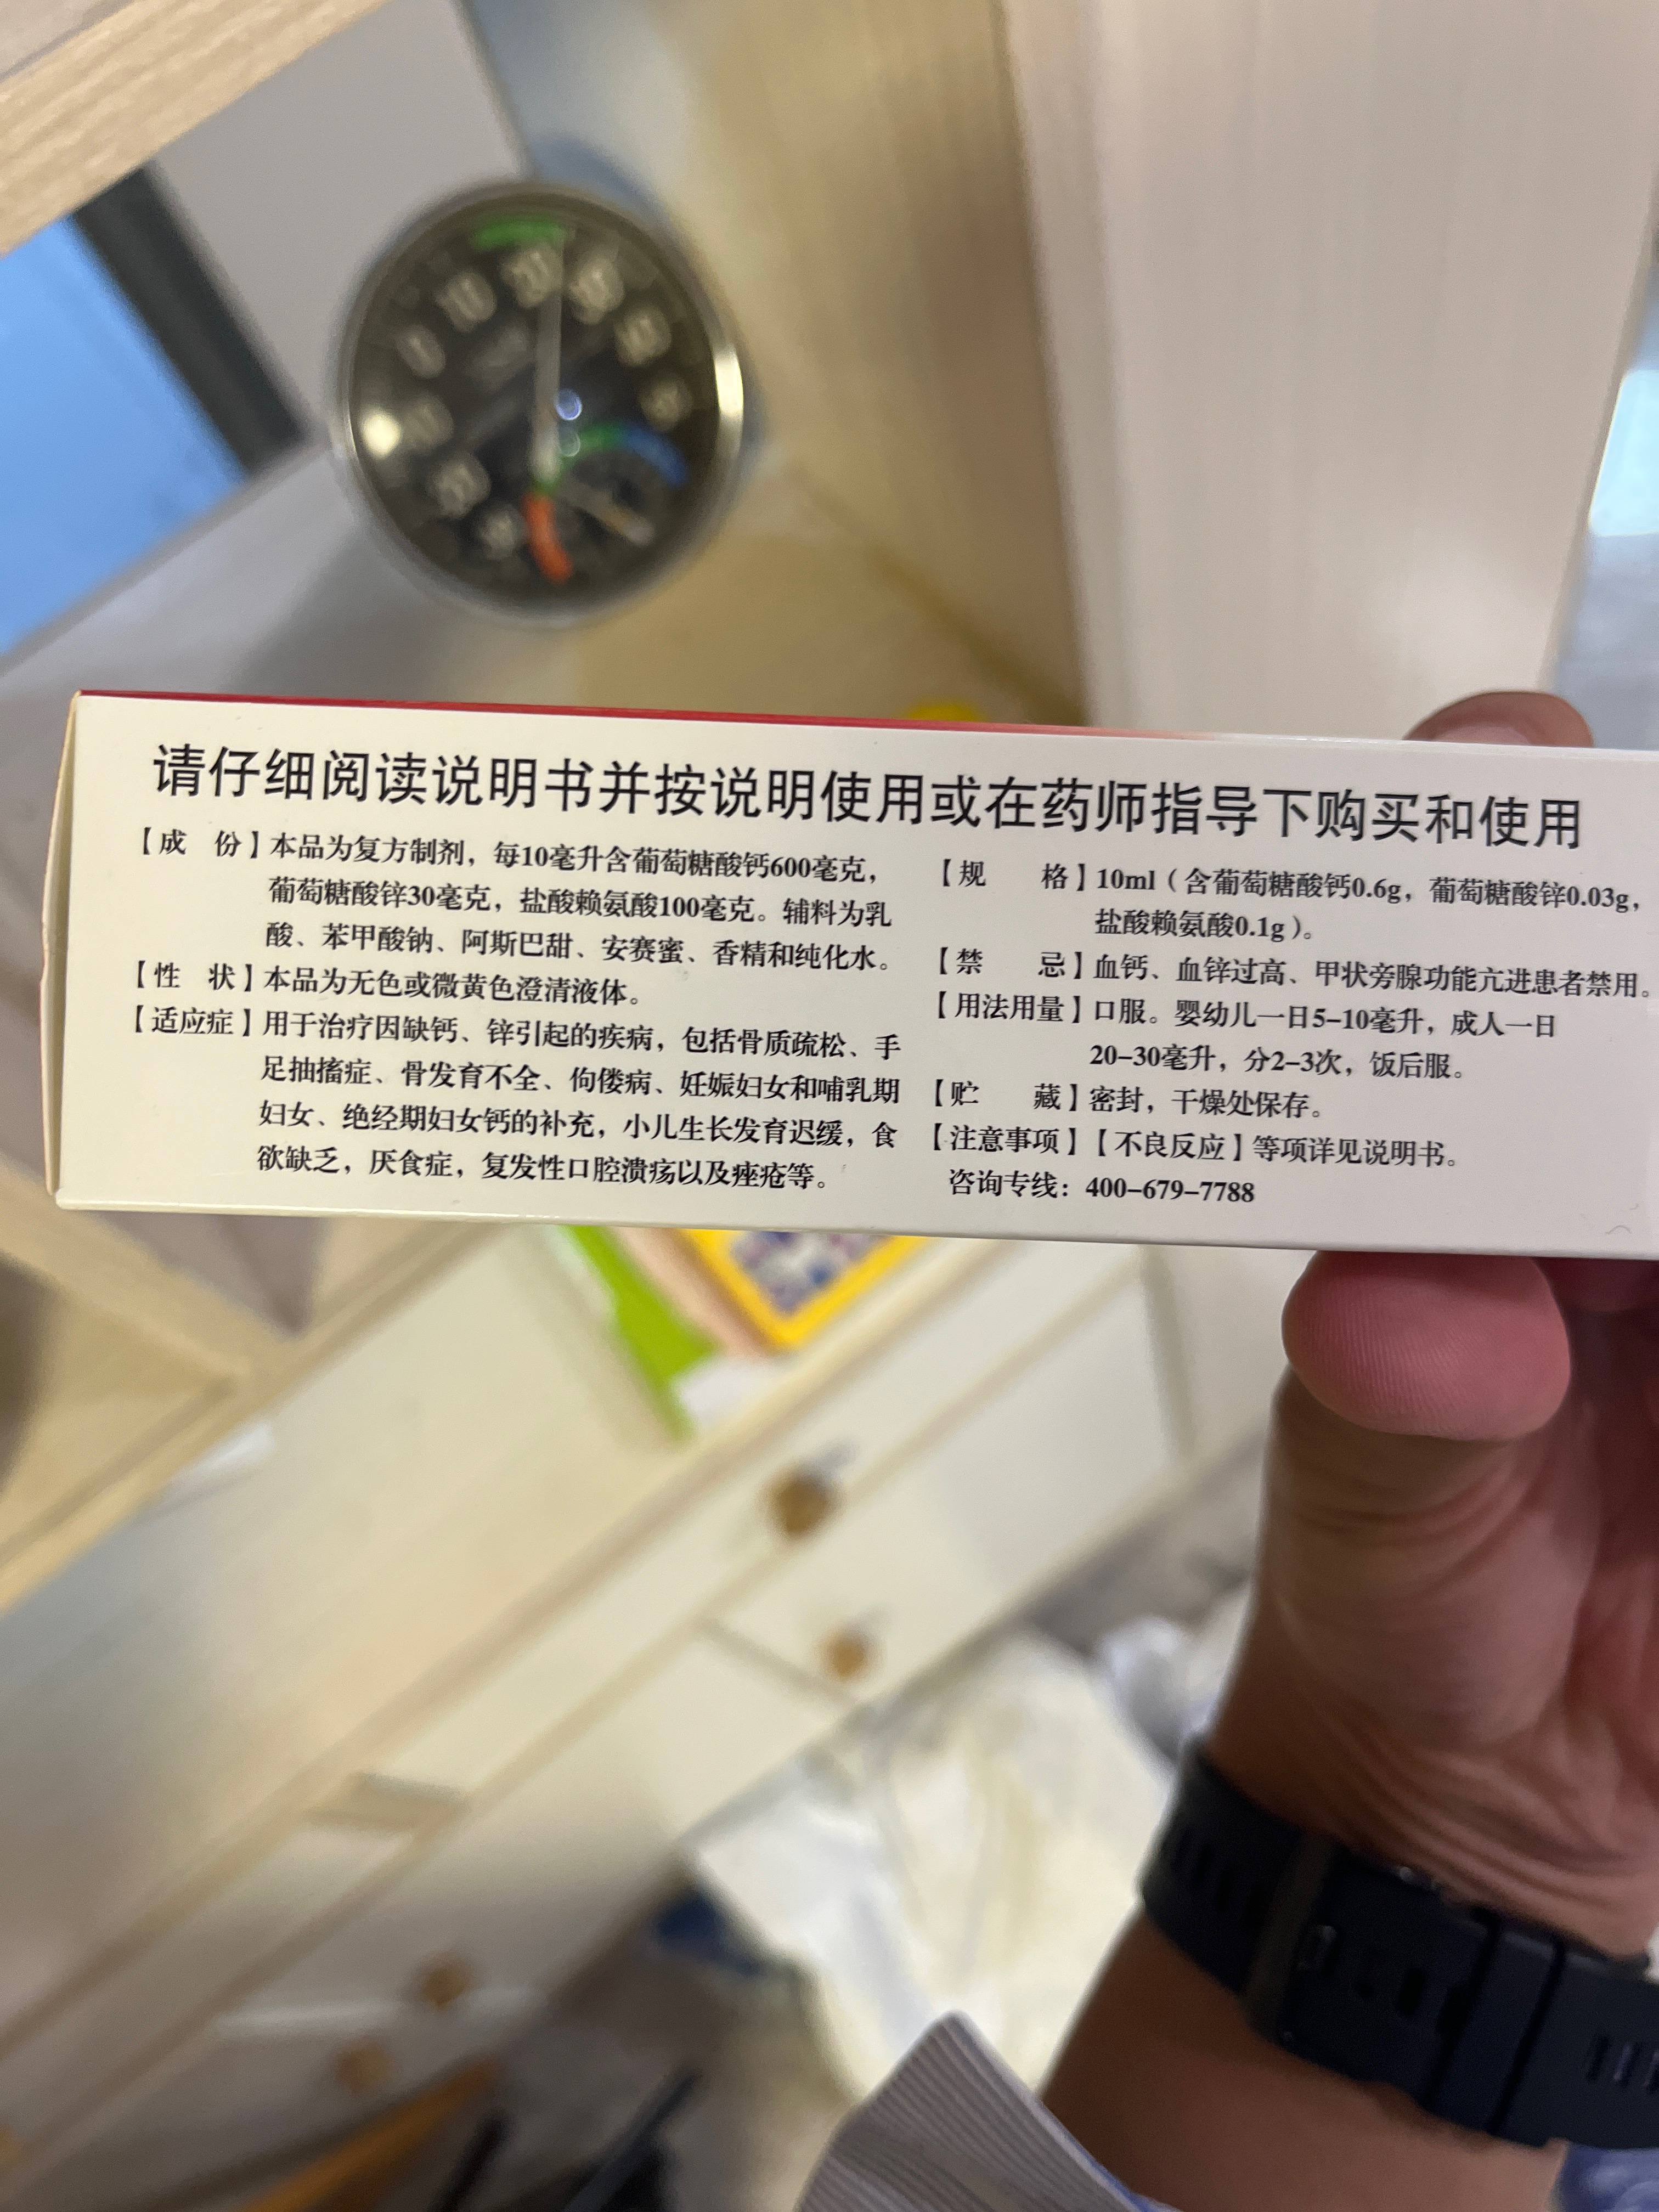 请仔细阅读说明书并按说明使用或在药师指导下购买和使用
【成 份】本品为复方制剂，每10毫升含葡萄糖酸钙600毫克，
葡萄糖酸锌30毫克，盐酸赖氨酸100毫克。辅料为乳
酸、苯甲酸钠、阿斯巴甜、安赛蜜、香精和纯化水。
【性 状】本品为无色或微黄色澄清液体。
【适应症】用于治疗因缺钙、锌引起的疾病，包括骨质疏松、手
足抽搐症、骨发育不全、佝偻病、妊娠妇女和哺乳期
妇女、绝经期妇女钙的补充，小儿生长发育迟缓，食
欲缺乏，厌食症，复发性口腔溃疡以及痤疮等。
【规 格】10ml（含葡萄糖酸钙0.6g，葡萄糖酸锌0.03g，
盐酸赖氨酸0.1g）。
【禁 忌】血钙、血锌过高、甲状旁腺功能亢进患者禁用。
【用法用量】口服。婴幼儿一日5–10毫升，成人一日
20–30毫升，分2–3次，饭后服。
【贮 藏】密封，干燥处保存。
【注意事项】【不良反应】等项详见说明书。
咨询专线：400–679–7788
10
20